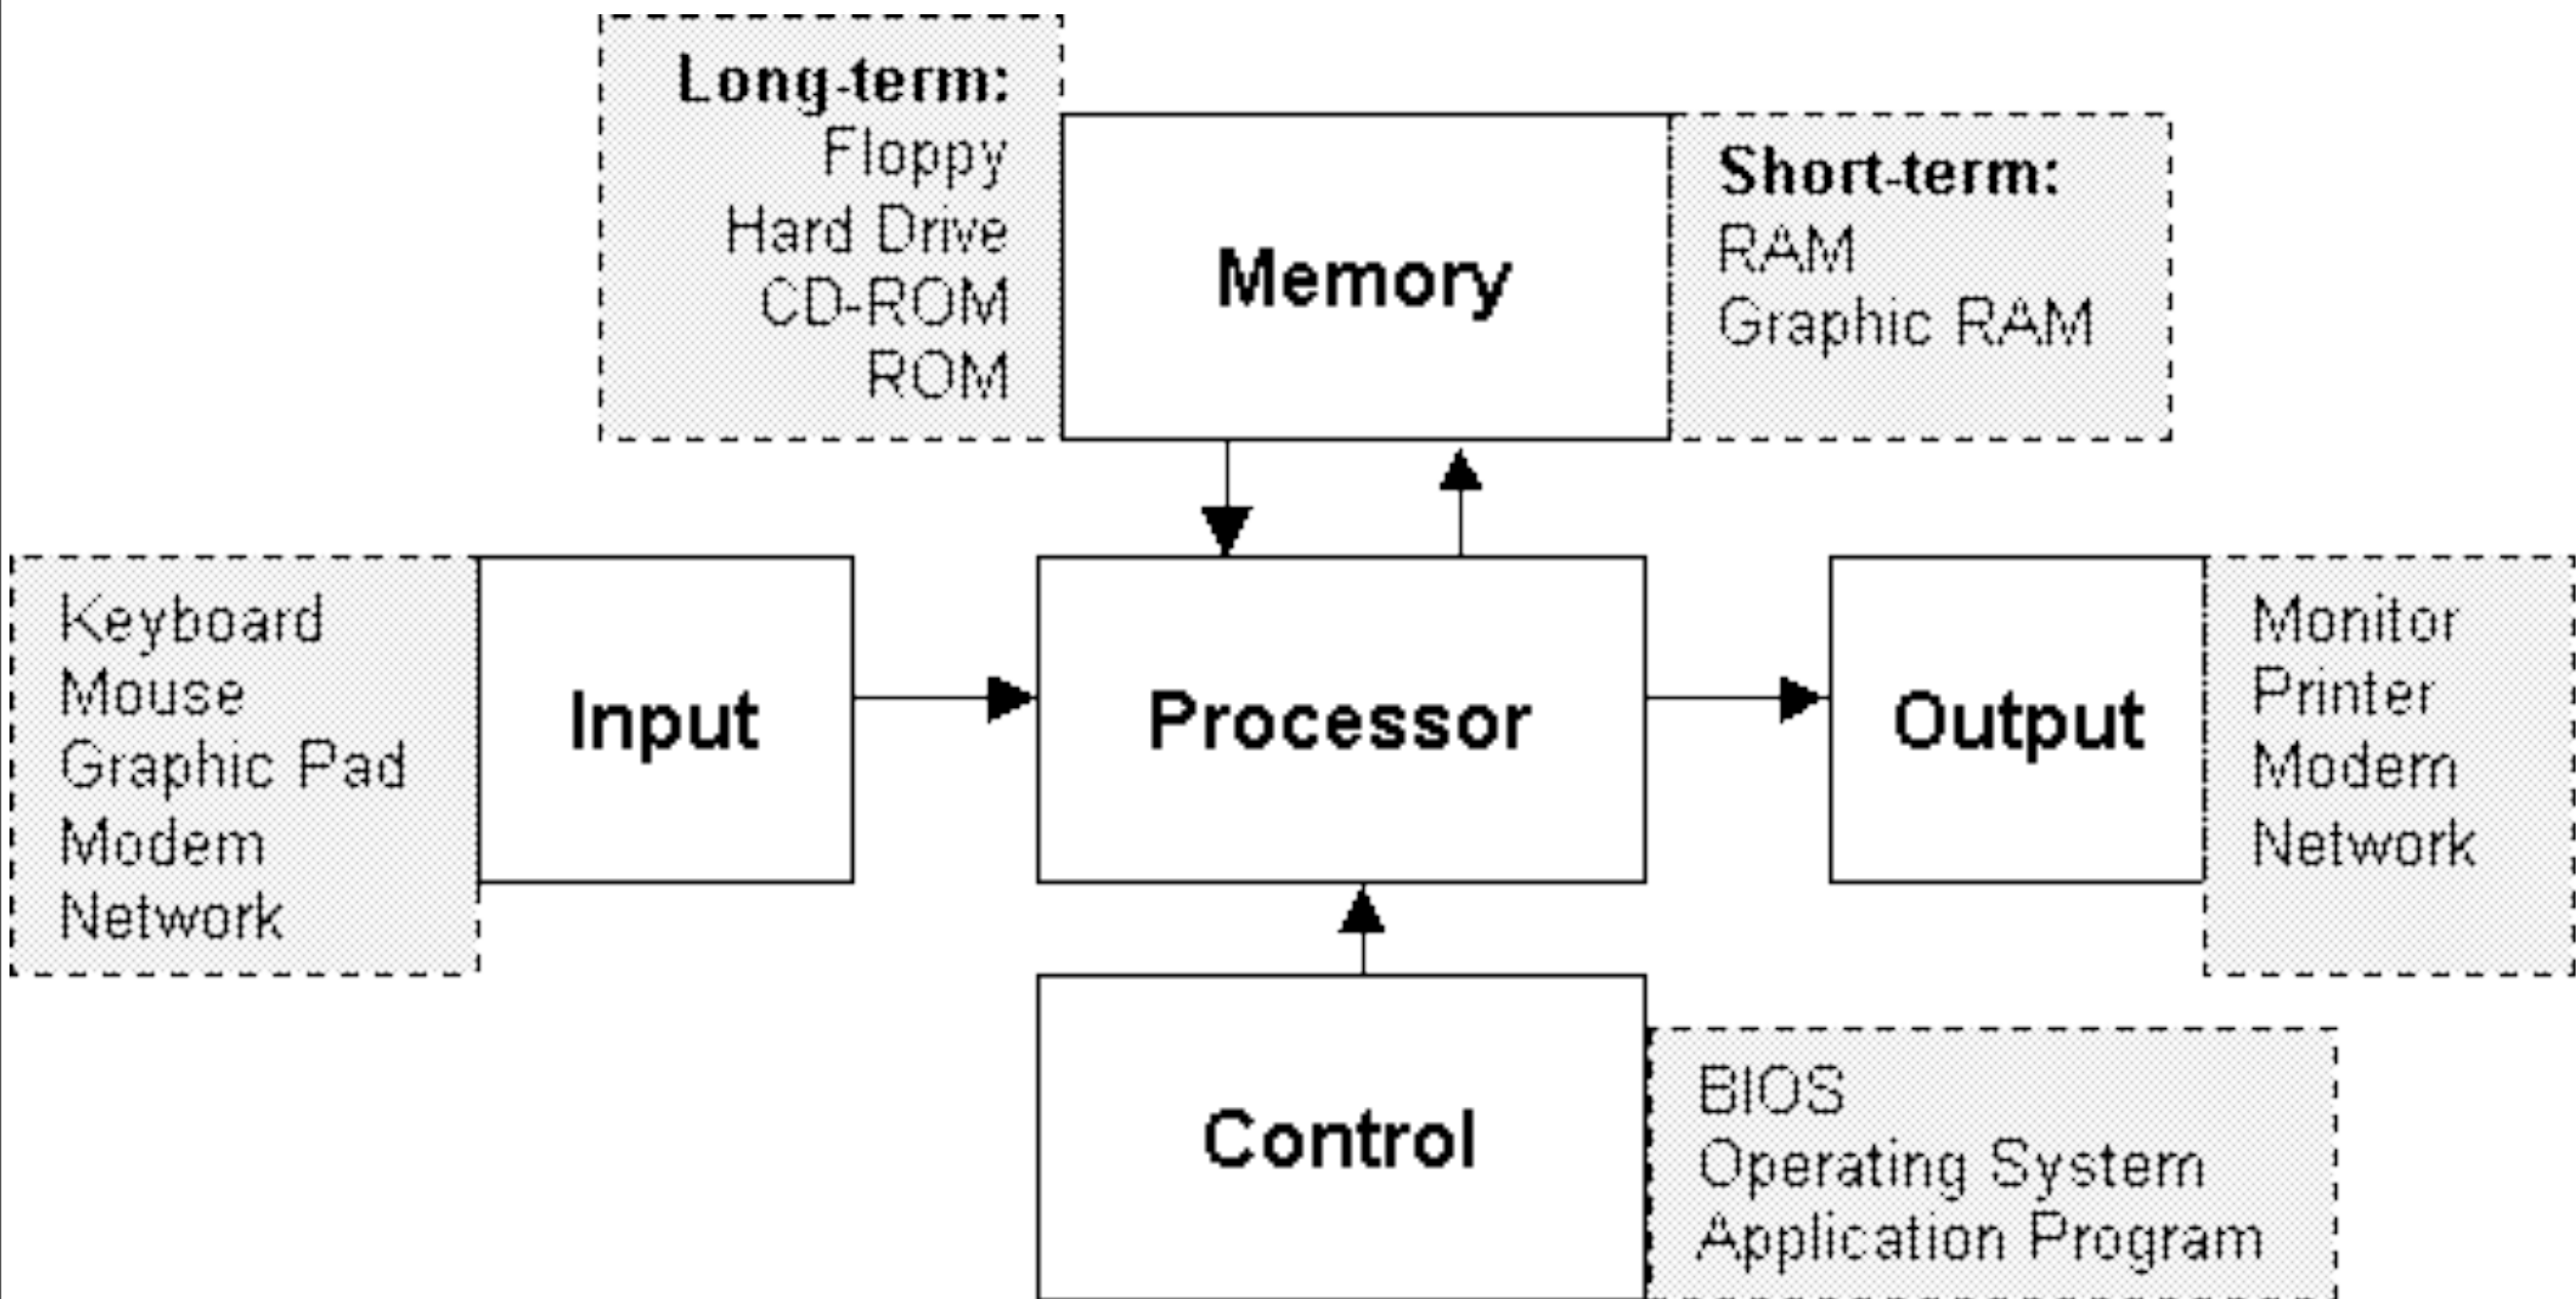 Long-term:
Floppy
Hard Drive
CD-ROM
ROM
Memory
Short-term:
RAM
Graphic RAM
Keyboard
Mouse
Graphic Pad
Modem
Network
Input
Processor
Output
Monitor
Printer
Modem
Network
Control
BIOS
Operating System
Application Program